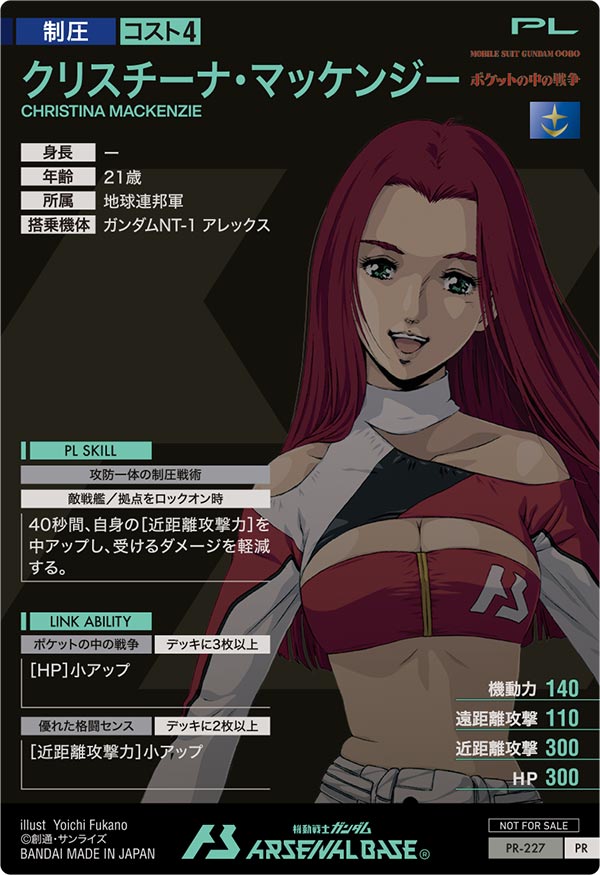 制圧 コスト4
PL
クリスチーナ・マッケンジー
CHRISTINA MACKENZIE
MOBILE SUIT GUNDAM 0080
ポケットの中の戦争
身長 ー
年齢 21歳
所属 地球連邦軍
搭乗機体 ガンダムNT-1 アレックス
PL SKILL
攻防一体の制圧戦術
敵戦艦／拠点をロックオン時
40秒間、自身の[近距離攻撃力]を
中アップし、受けるダメージを軽減
する。
LINK ABILITY
ポケットの中の戦争 デッキに3枚以上
[HP]小アップ
優れた格闘センス デッキに2枚以上
[近距離攻撃力]小アップ
機動力 140
遠距離攻撃 110
近距離攻撃 300
HP 300
illust Yoichi Fukano
©創通・サンライズ
BANDAI MADE IN JAPAN
機動戦士ガンダム
ARSENAL BASE®
NOT FOR SALE
PR-227 PR